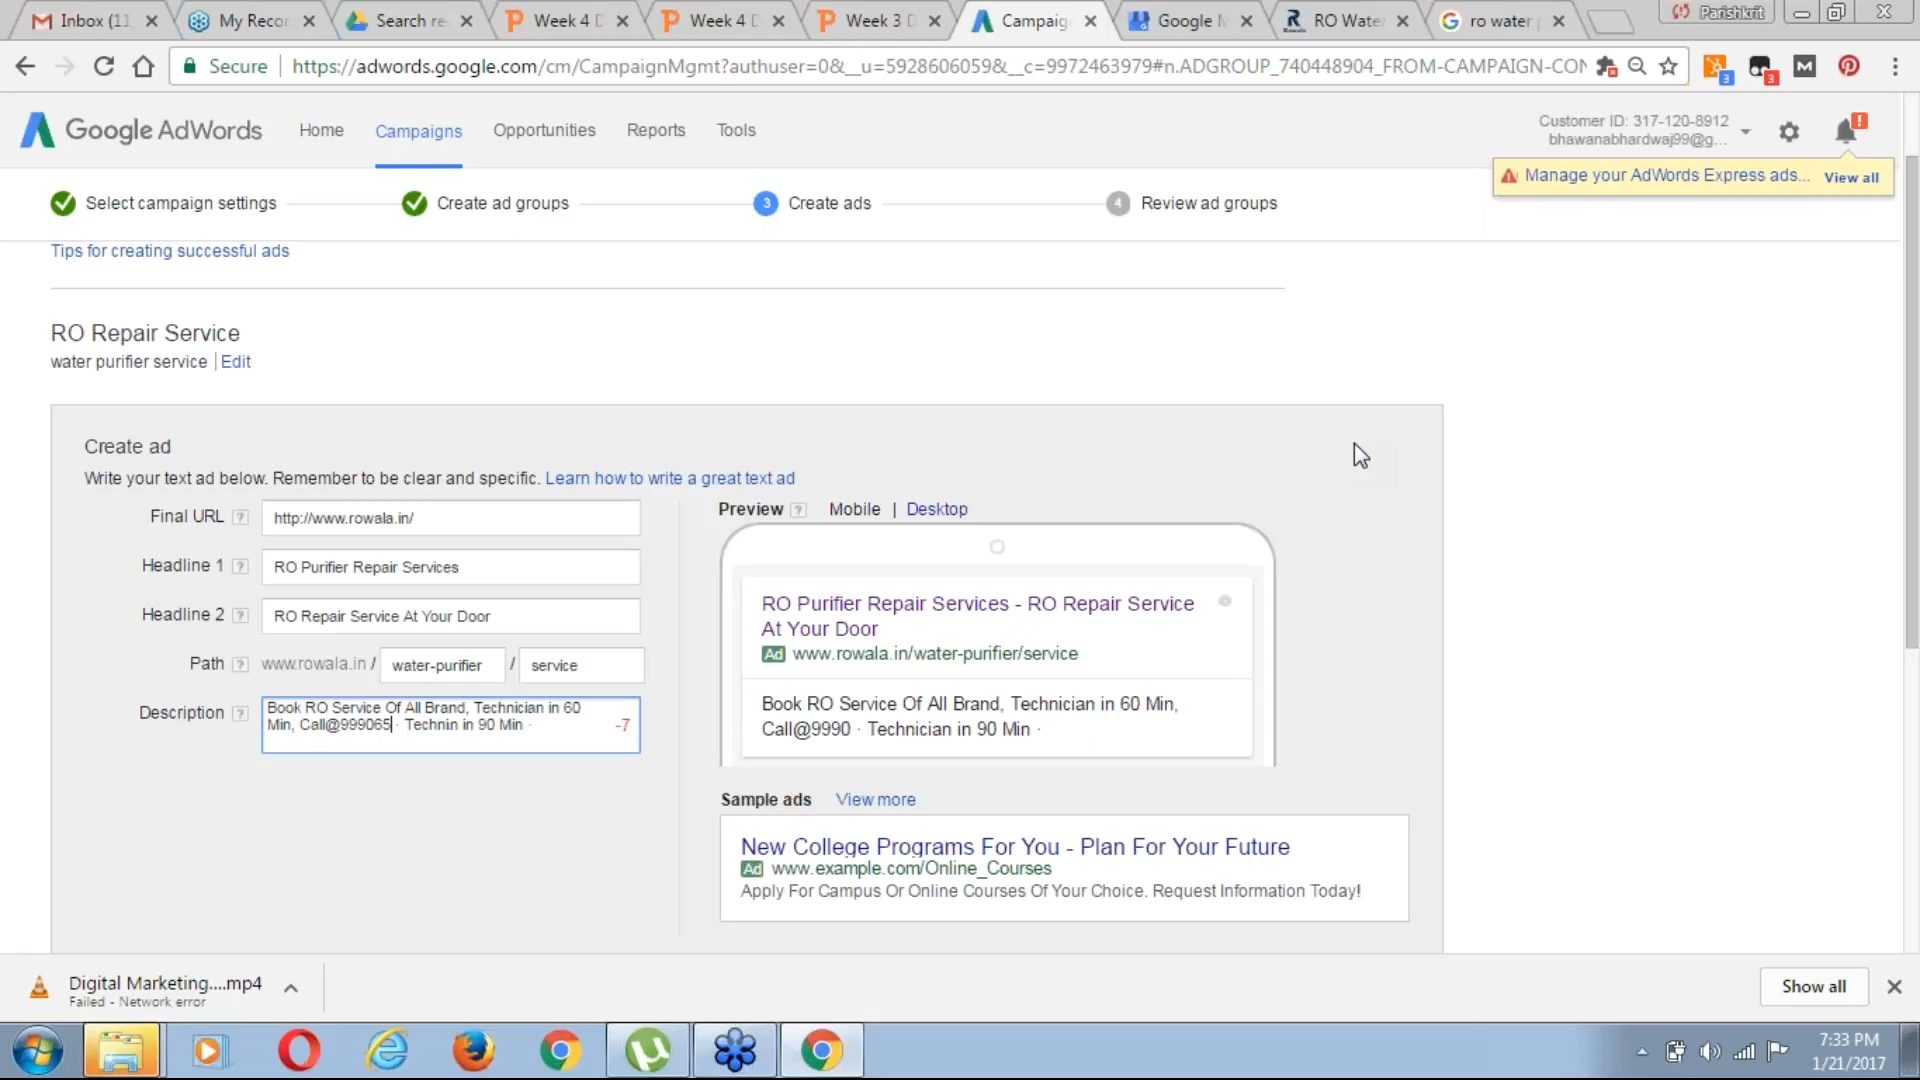 Inbox (11
My Recor
Search re
Week 4 D
Week 4 D
Week 3 D
Campaig
Google M
RO Wate
ro water
Parishkrit
Secure
https://adwords.google.com/cm/CampaignMgmt?authuser=0&__u=5928606059&__c=9972463979#n.ADGROUP_740448904_FROM-CAMPAIGN-CON
3
3
Google AdWords
Home
Campaigns
Opportunities
Reports
Tools
Customer ID: 317-120-8912
bhawanabhardwaj99@g...
Manage your AdWords Express ads... View all
Select campaign settings
Create ad groups
3 Create ads
4 Review ad groups
Tips for creating successful ads
RO Repair Service
water purifier service | Edit
Create ad
Write your text ad below. Remember to be clear and specific. Learn how to write a great text ad
Final URL ? http://www.rowala.in/
Headline 1 ? RO Purifier Repair Services
Headline 2 ? RO Repair Service At Your Door
Path ? www.rowala.in / water-purifier / service
Description ? Book RO Service Of All Brand, Technician in 60
Min, Call@999065 · Technin in 90 Min · -7
Preview ? Mobile | Desktop
RO Purifier Repair Services - RO Repair Service
At Your Door
Ad www.rowala.in/water-purifier/service
Book RO Service Of All Brand, Technician in 60 Min,
Call@9990 · Technician in 90 Min ·
Sample ads View more
New College Programs For You - Plan For Your Future
Ad www.example.com/Online_Courses
Apply For Campus Or Online Courses Of Your Choice. Request Information Today!
Digital Marketing....mp4
Failed - Network error
Show all
7:33 PM
1/21/2017